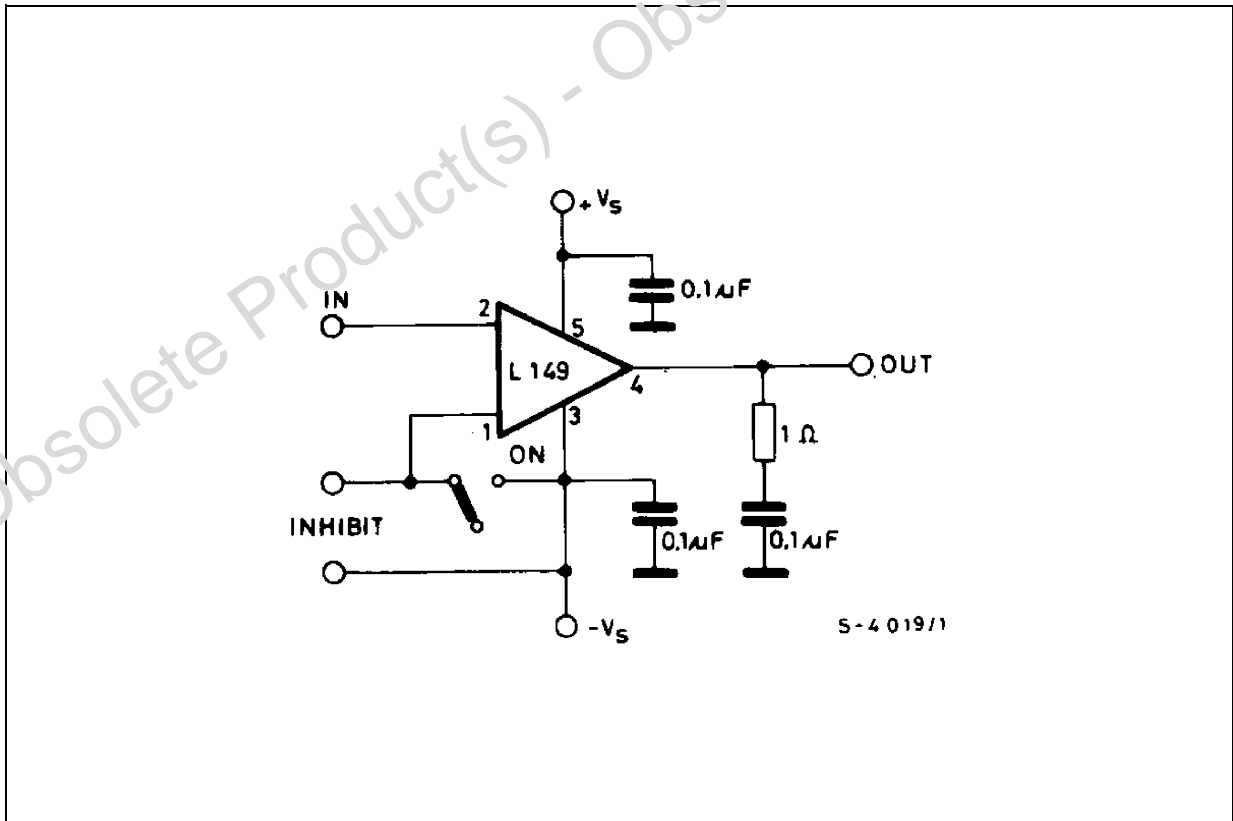 Obsolete Product(s) - Obs
+ Vs
0.1µF
IN
2
5
L 149
4
OUT
1
3
ON
1 Ω
INHIBIT
0.1µF
0.1µF
-Vs
S-4019/1